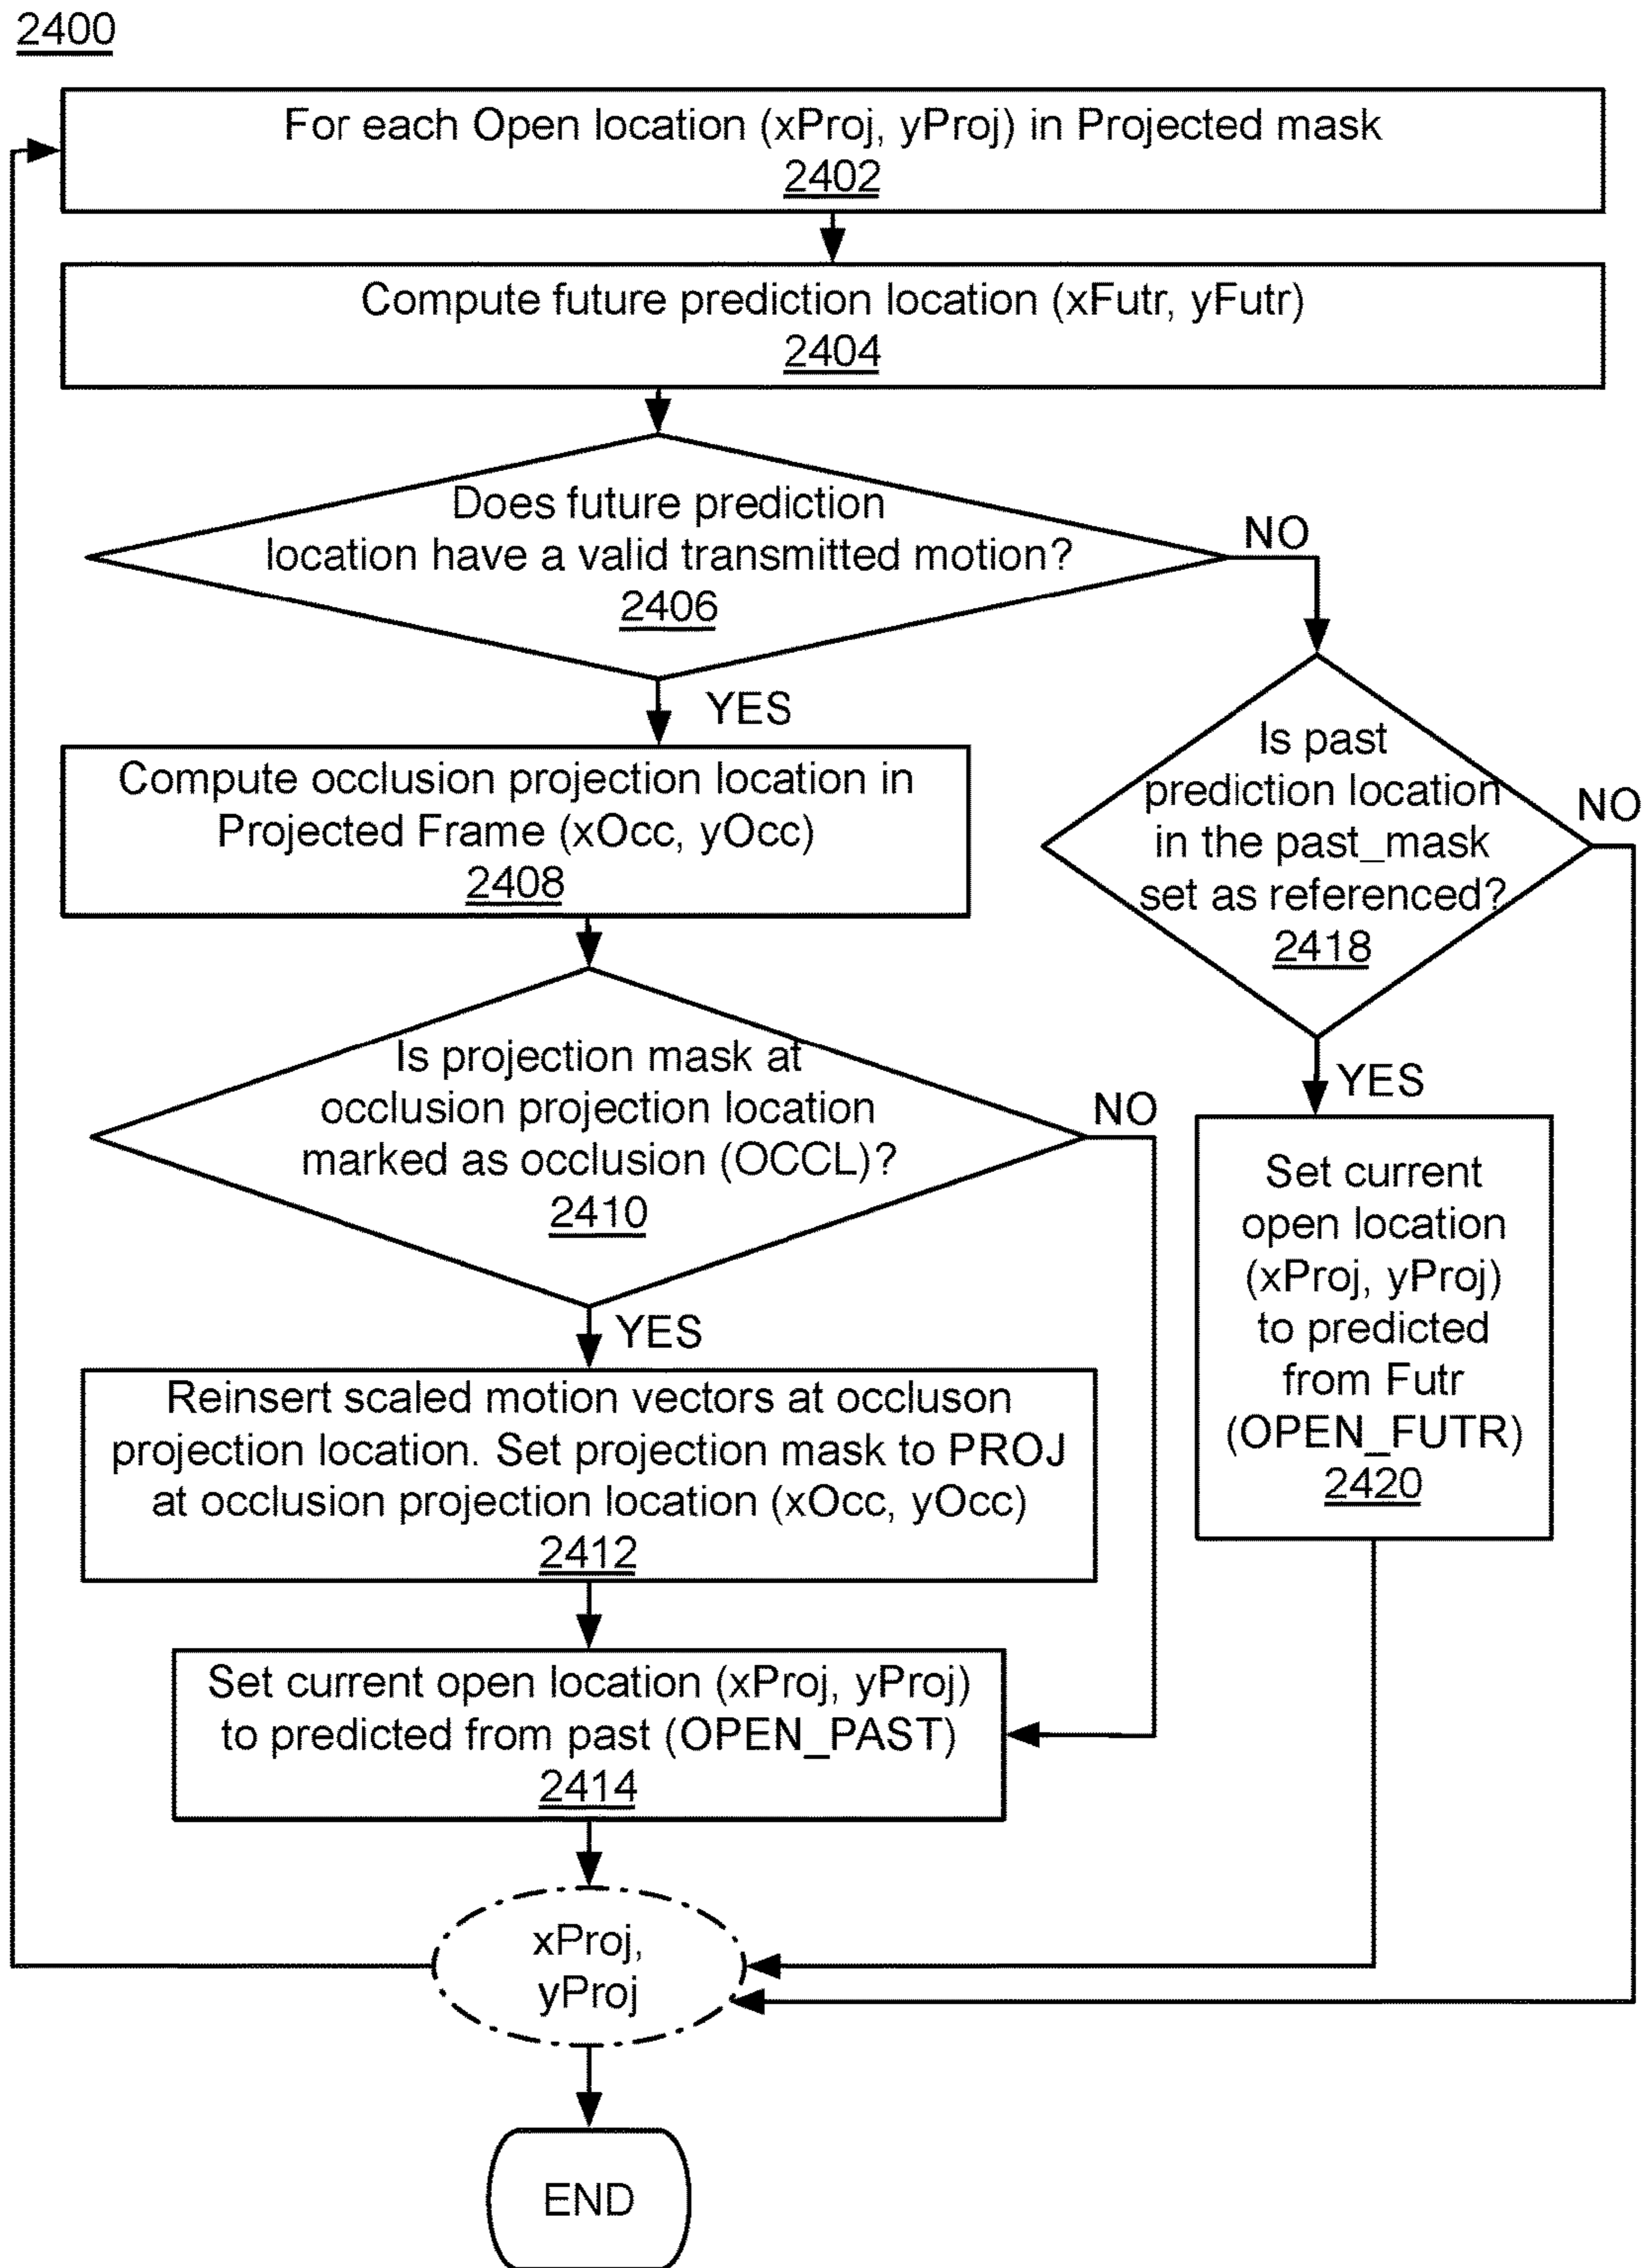 2400
For each Open location (xProj, yProj) in Projected mask
2402
Compute future prediction location (xFutr, yFutr)
2404
Does future prediction
location have a valid transmitted motion?
2406
NO
YES
Compute occlusion projection location in
Projected Frame (xOcc, yOcc)
2408
Is past
prediction location
in the past_mask
set as referenced?
2418
NO
YES
Is projection mask at
occlusion projection location
marked as occlusion (OCCL)?
2410
NO
YES
Set current
open location
(xProj, yProj)
to predicted
from Futr
(OPEN_FUTR)
2420
Reinsert scaled motion vectors at occluson
projection location. Set projection mask to PROJ
at occlusion projection location (xOcc, yOcc)
2412
Set current open location (xProj, yProj)
to predicted from past (OPEN_PAST)
2414
xProj,
yProj
END